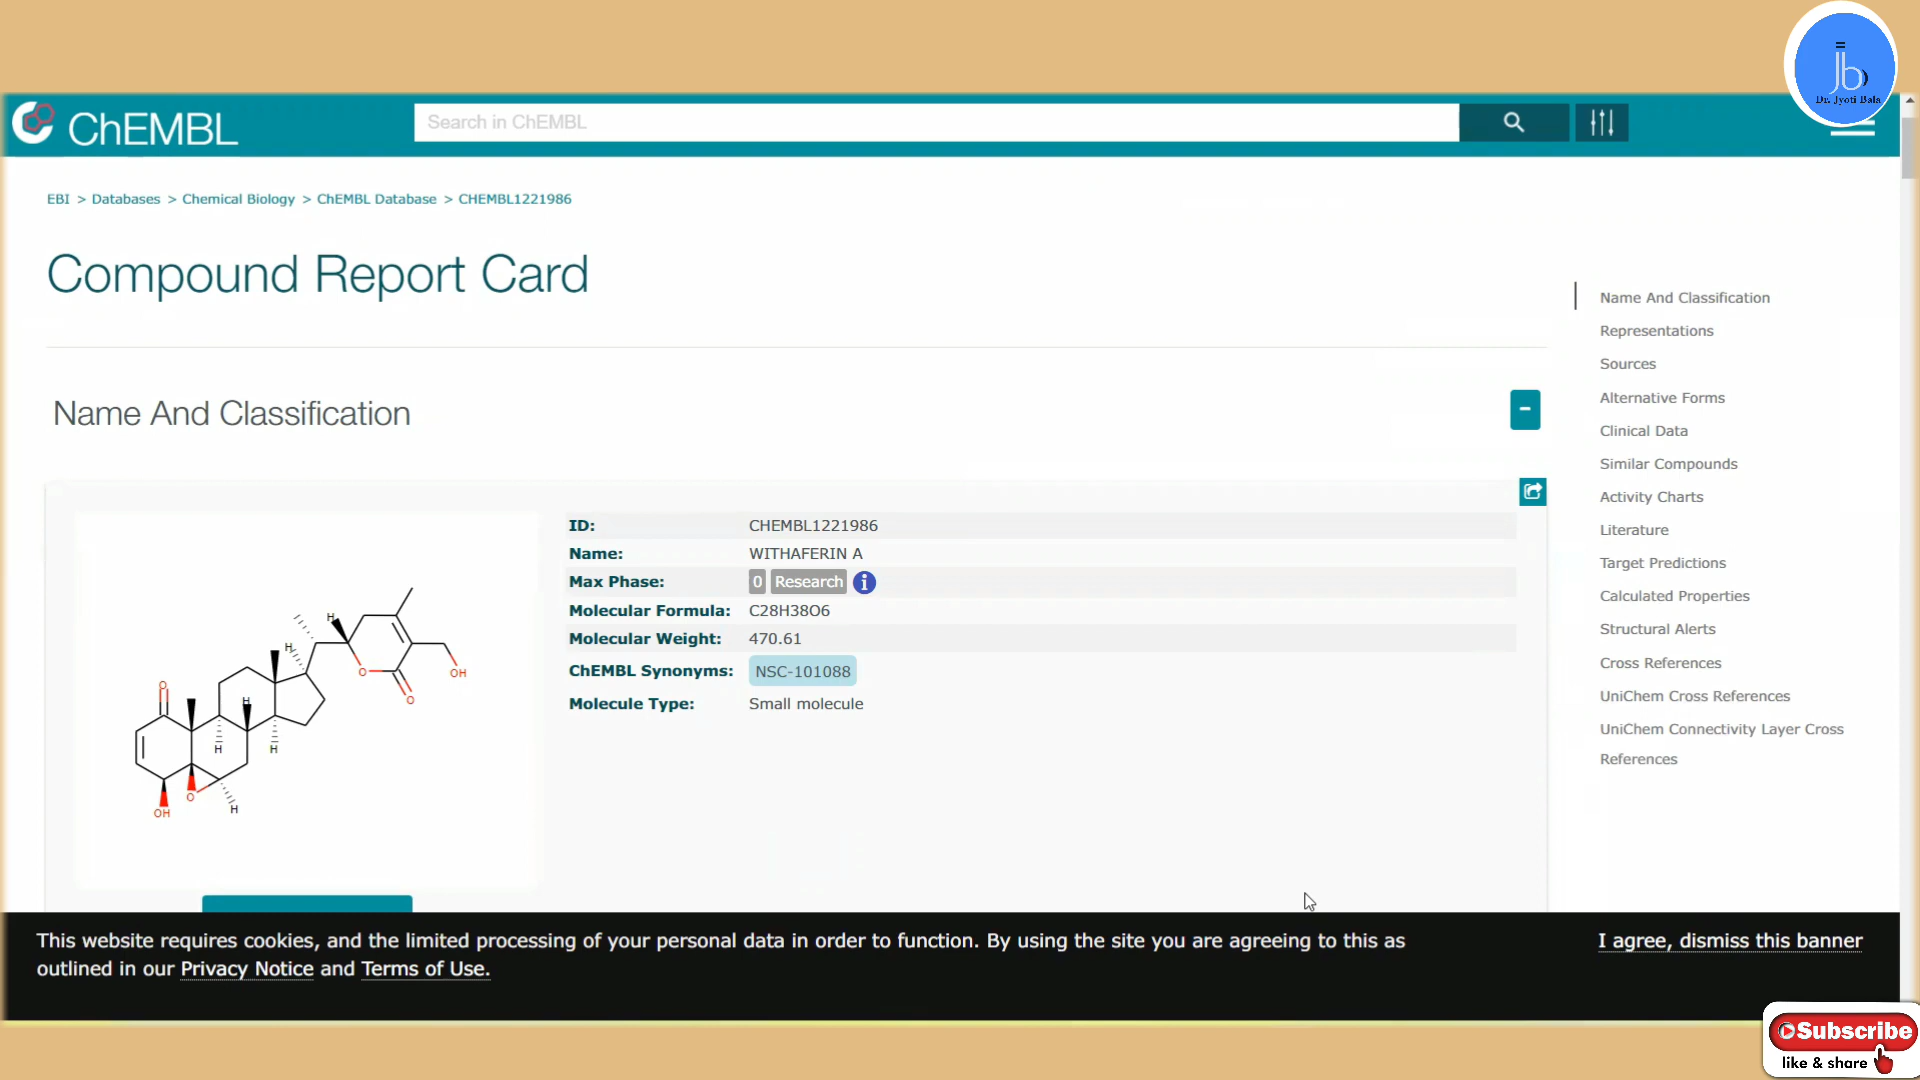 jb
Dr. Jyoti Bala
ChEMBL
Search in ChEMBL
EBI > Databases > Chemical Biology > ChEMBL Database > CHEMBL1221986
Compound Report Card
Name And Classification
Representations
Sources
Alternative Forms
Clinical Data
Similar Compounds
Activity Charts
Literature
Target Predictions
Calculated Properties
Structural Alerts
Cross References
UniChem Cross References
UniChem Connectivity Layer Cross
References
Name And Classification
-
ID: CHEMBL1221986
Name: WITHAFERIN A
Max Phase: 0 Research i
Molecular Formula: C28H38O6
Molecular Weight: 470.61
ChEMBL Synonyms: NSC-101088
Molecule Type: Small molecule
H
H
O
OH
O
O
H
H
H
O
H
OH
This website requires cookies, and the limited processing of your personal data in order to function. By using the site you are agreeing to this as
outlined in our Privacy Notice and Terms of Use.
I agree, dismiss this banner
Subscribe
like & share